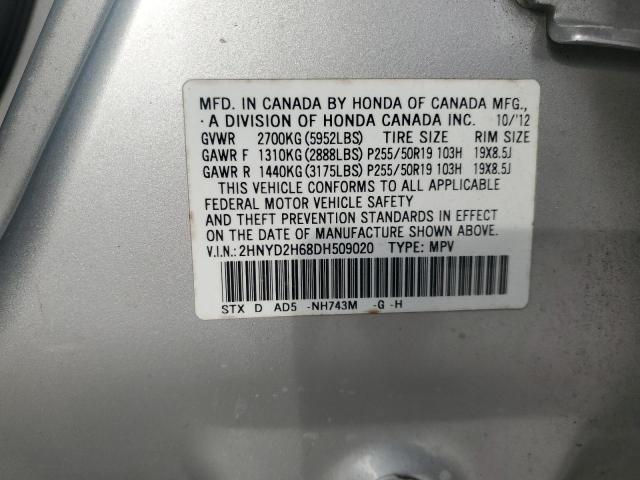 MFD. IN CANADA BY HONDA OF CANADA MFG.,
· A DIVISION OF HONDA CANADA INC. 10/'12
GVWR 2700KG(5952LBS) TIRE SIZE RIM SIZE
GAWR F 1310KG(2888LBS) P255/50R19 103H 19X8.5J
GAWR R 1440KG(3175LBS) P255/50R19 103H 19X8.5J
THIS VEHICLE CONFORMS TO ALL APPLICABLE
FEDERAL MOTOR VEHICLE SAFETY
AND THEFT PREVENTION STANDARDS IN EFFECT
ON THE DATE OF MANUFACTURE SHOWN ABOVE.
V.I.N.: 2HNYD2H68DH509020 TYPE: MPV
STX D AD5 -NH743M -G -H